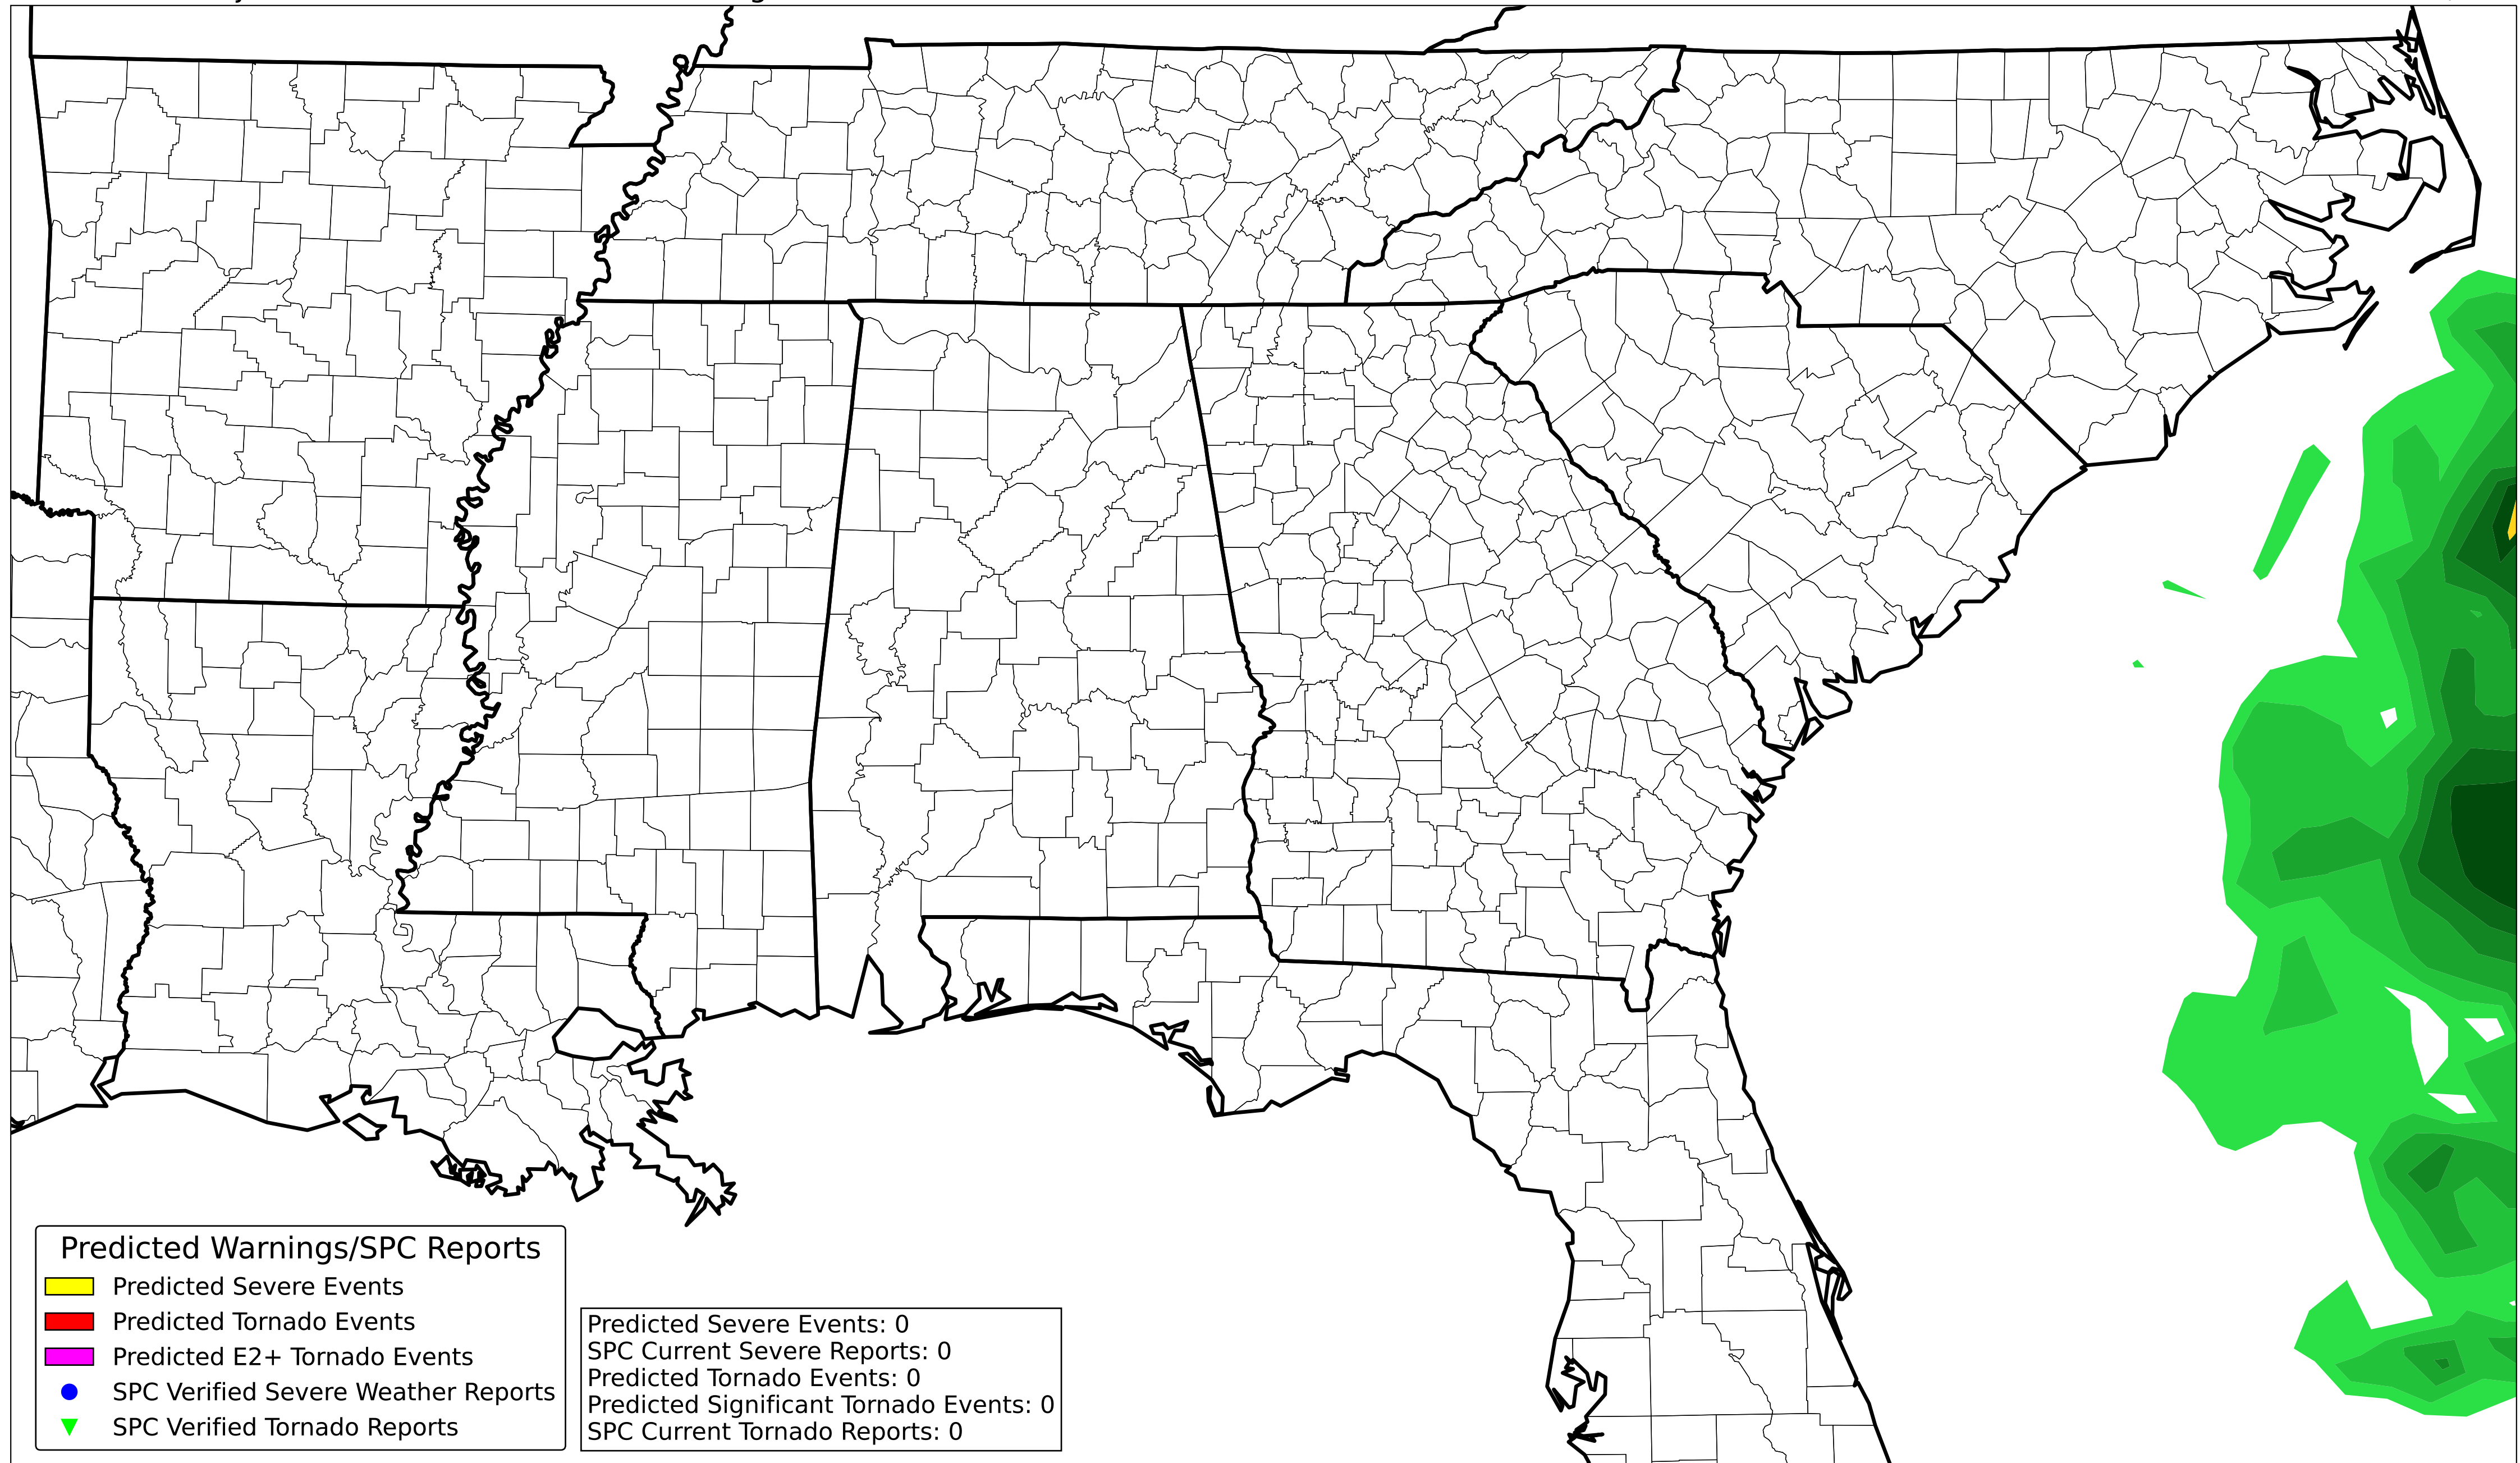 Predicted Warnings/SPC Reports
Predicted Severe Events
Predicted Tornado Events
Predicted E2+ Tornado Events
SPC Verified Severe Weather Reports
SPC Verified Tornado Reports
Predicted Severe Events: 0
SPC Current Severe Reports: 0
Predicted Tornado Events: 0
Predicted Significant Tornado Events: 0
SPC Current Tornado Reports: 0